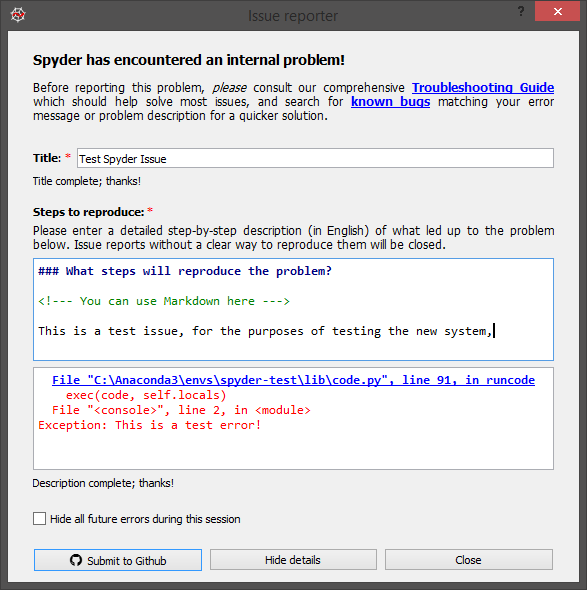 Issue reporter
?
Spyder has encountered an internal problem!
Before reporting this problem, please consult our comprehensive Troubleshooting Guide
which should help solve most issues, and search for known bugs matching your error
message or problem description for a quicker solution.
Title: * Test Spyder Issue
Title complete; thanks!
Steps to reproduce: *
Please enter a detailed step-by-step description (in English) of what led up to the problem
below. Issue reports without a clear way to reproduce them will be closed.
### What steps will reproduce the problem?
<!--- You can use Markdown here --->
This is a test issue, for the purposes of testing the new system,
File "C:\Anaconda3\envs\spyder-test\lib\code.py", line 91, in runcode
exec(code, self.locals)
File "<console>", line 2, in <module>
Exception: This is a test error!
Description complete; thanks!
Hide all future errors during this session
Submit to Github
Hide details
Close